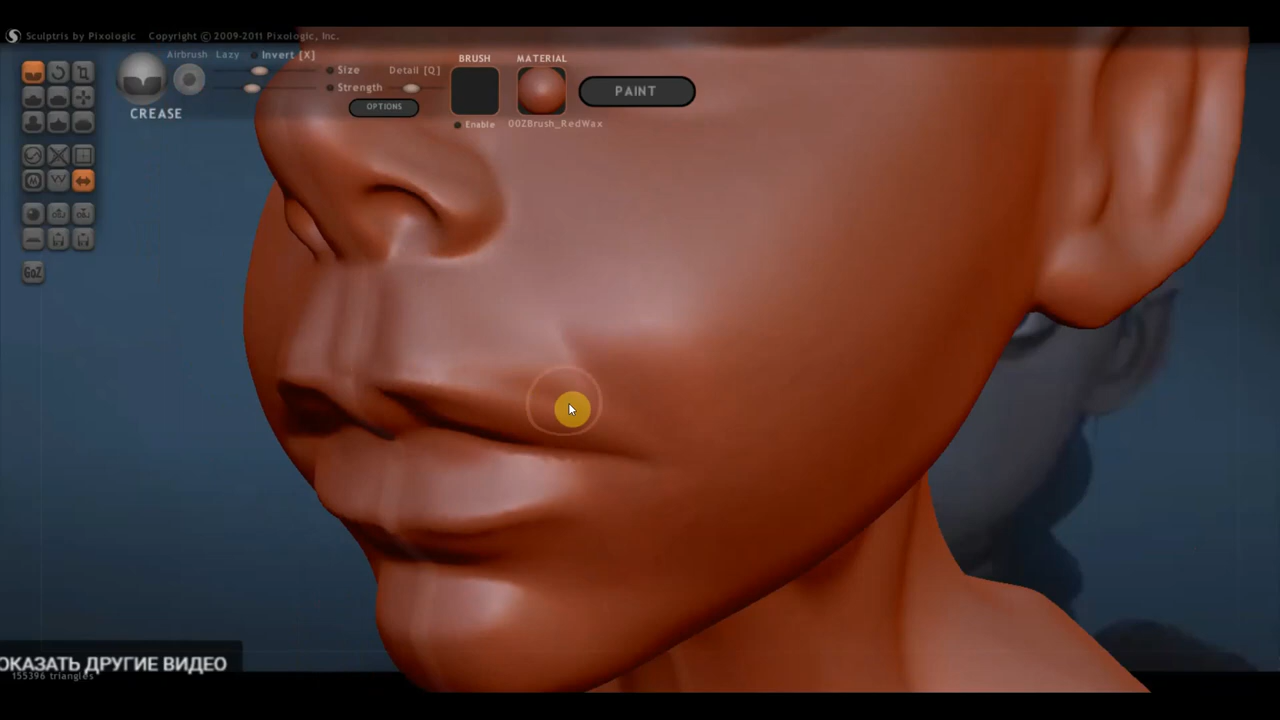 Sculptris by Pixologic Copyright © 2009-2011 Pixologic, Inc.
Airbrush Lazy Invert [X]
Size Detail [Q]
Strength
OPTIONS
CREASE
BRUSH
Enable
MATERIAL
00ZBrush_RedWax
PAINT
GoZ
ОКАЗАТЬ ДРУГИЕ ВИДЕО
155396 triangles